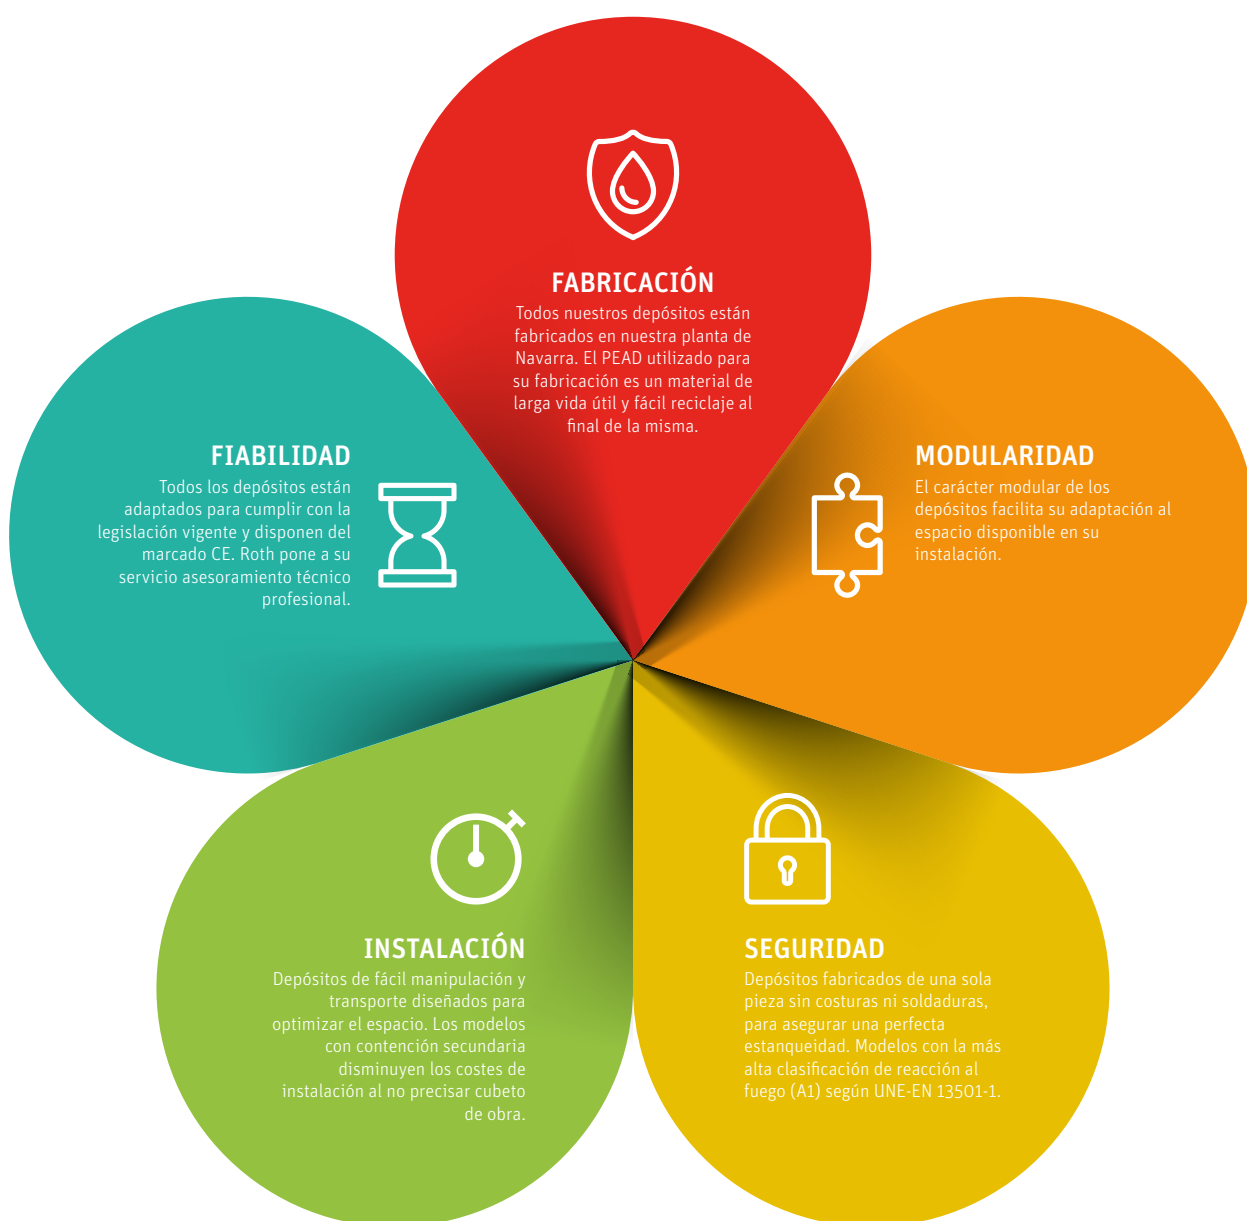 FABRICACIÓN
Todos nuestros depósitos están
fabricados en nuestra planta de
Navarra. El PEAD utilizado para
su fabricación es un material de
larga vida útil y fácil reciclaje al
final de la misma.
FIABILIDAD
Todos los depósitos están
adaptados para cumplir con la
legislación vigente y disponen del
marcado CE. Roth pone a su
servicio asesoramiento técnico
profesional.
MODULARIDAD
El carácter modular de los
depósitos facilita su adaptación al
espacio disponible en su
instalación.
INSTALACIÓN
Depósitos de fácil manipulación y
transporte diseñados para
optimizar el espacio. Los modelos
con contención secundaria
disminuyen los costes de
instalación al no precisar cubeto
de obra.
SEGURIDAD
Depósitos fabricados de una sola
pieza sin costuras ni soldaduras,
para asegurar una perfecta
estanqueidad. Modelos con la más
alta clasificación de reacción al
fuego (A1) según UNE-EN 13501-1.